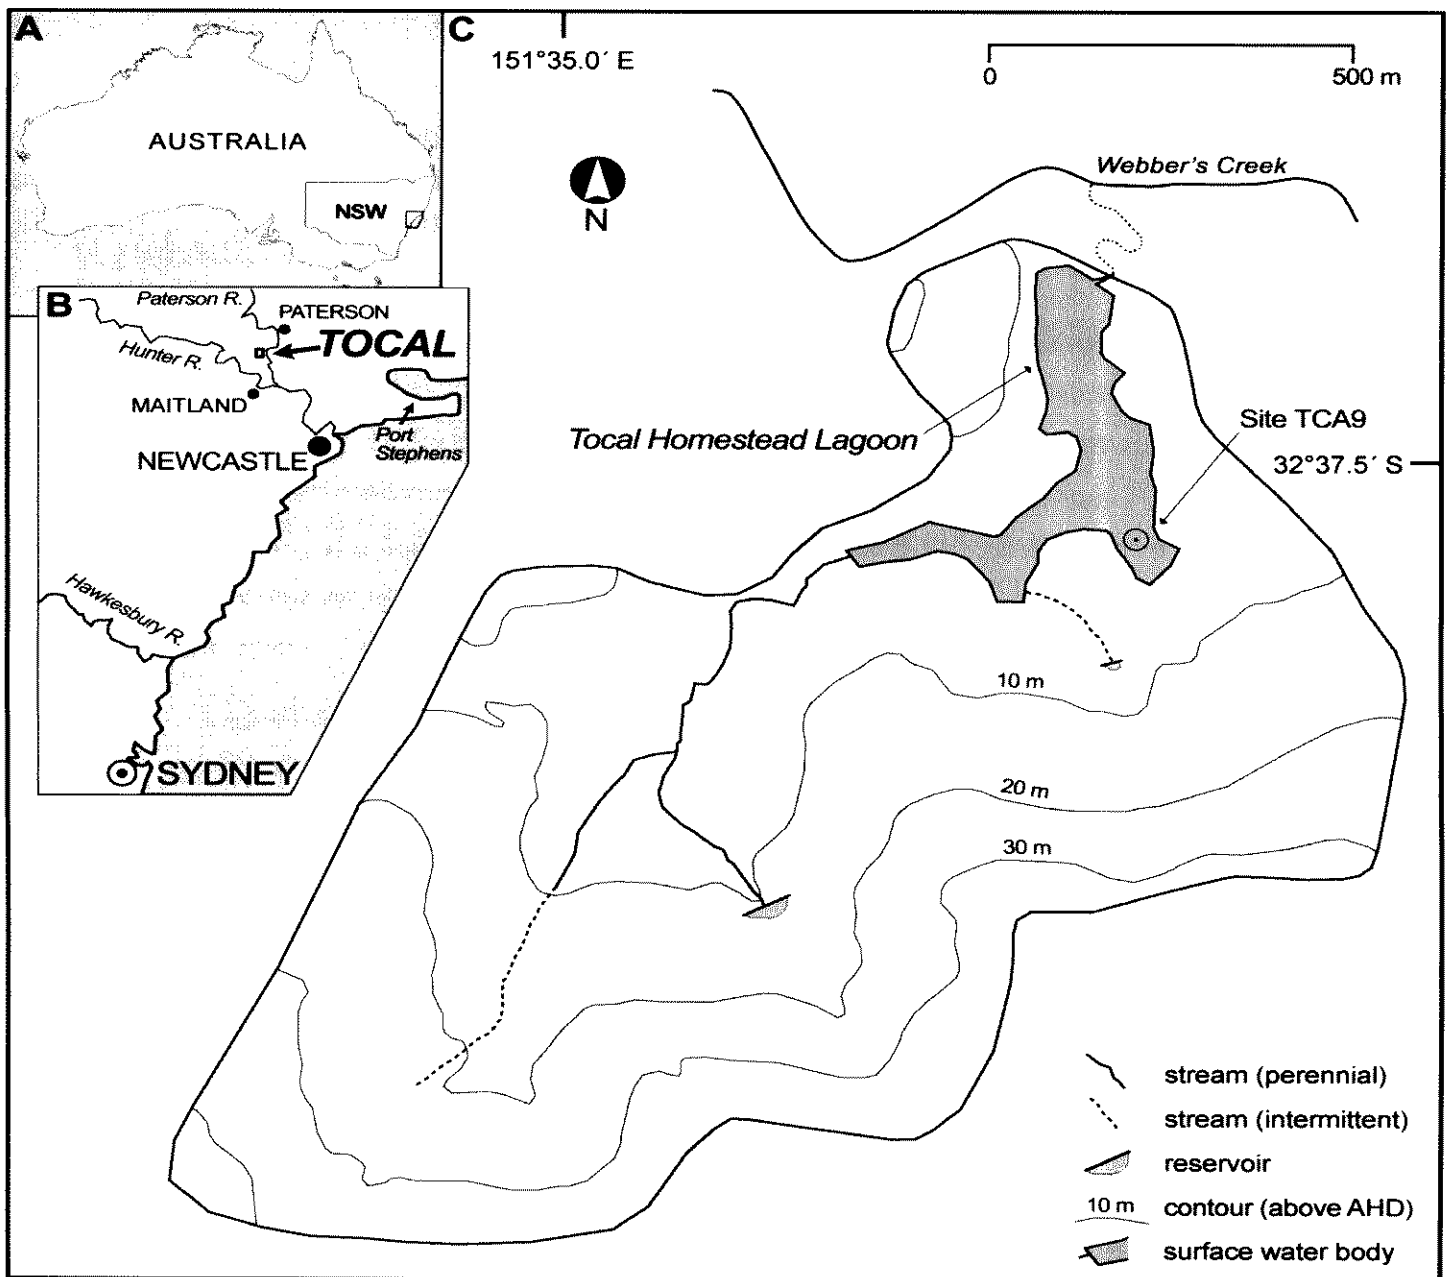 A
AUSTRALIA
NSW
B
Paterson R.
PATERSON
TOCAL
Hunter R.
MAITLAND
Port
Stephens
NEWCASTLE
Hawkesbury R.
SYDNEY
C
151°35.0′ E
0
500 m
N
Webber's Creek
Tocal Homestead Lagoon
Site TCA9
32°37.5′ S
10 m
20 m
30 m
stream (perennial)
stream (intermittent)
reservoir
10 m
contour (above AHD)
surface water body